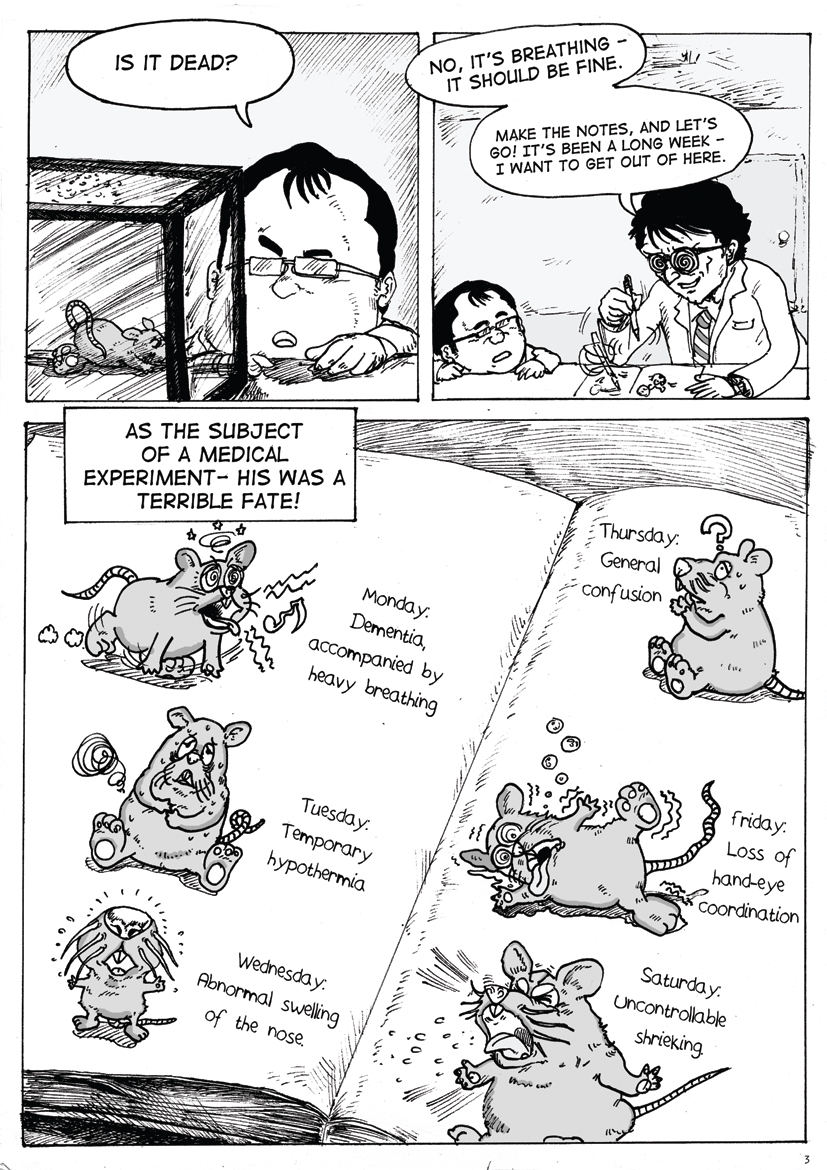 IS IT DEAD?
NO, IT'S BREATHING –
IT SHOULD BE FINE.
MAKE THE NOTES, AND LET'S
GO! IT'S BEEN A LONG WEEK –
I WANT TO GET OUT OF HERE.
AS THE SUBJECT
OF A MEDICAL
EXPERIMENT– HIS WAS A
TERRIBLE FATE!
Monday:
Dementia,
accompanied by
heavy breathing
Tuesday:
Temporary
hypothermia
Wednesday:
Abnormal swelling
of the nose.
Thursday:
General
confusion
?
Friday:
Loss of
hand-eye
coordination
Saturday:
Uncontrollable
shrieking.
3